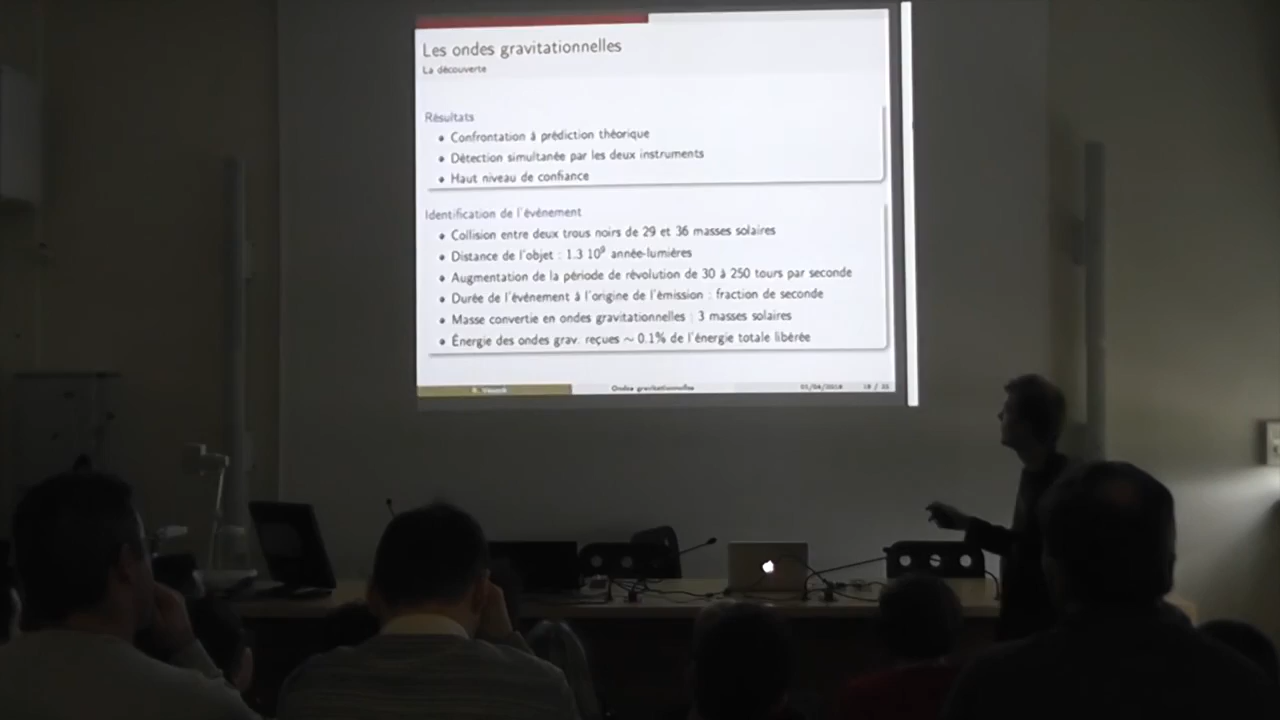 Les ondes gravitationnelles
La découverte
Résultats
• Confrontation à prédiction théorique
• Détection simultanée par les deux instruments
• Haut niveau de confiance
Identification de l'événement
• Collision entre deux trous noirs de 29 et 36 masses solaires
• Distance de l'objet : 1.3 10⁹ année-lumières
• Augmentation de la période de révolution de 30 à 250 tours par seconde
• Durée de l'événement à l'origine de l'émission : fraction de seconde
• Masse convertie en ondes gravitationnelles : 3 masses solaires
• Énergie des ondes grav. reçues ~ 0.1% de l'énergie totale libérée
Ondes gravitationnelles